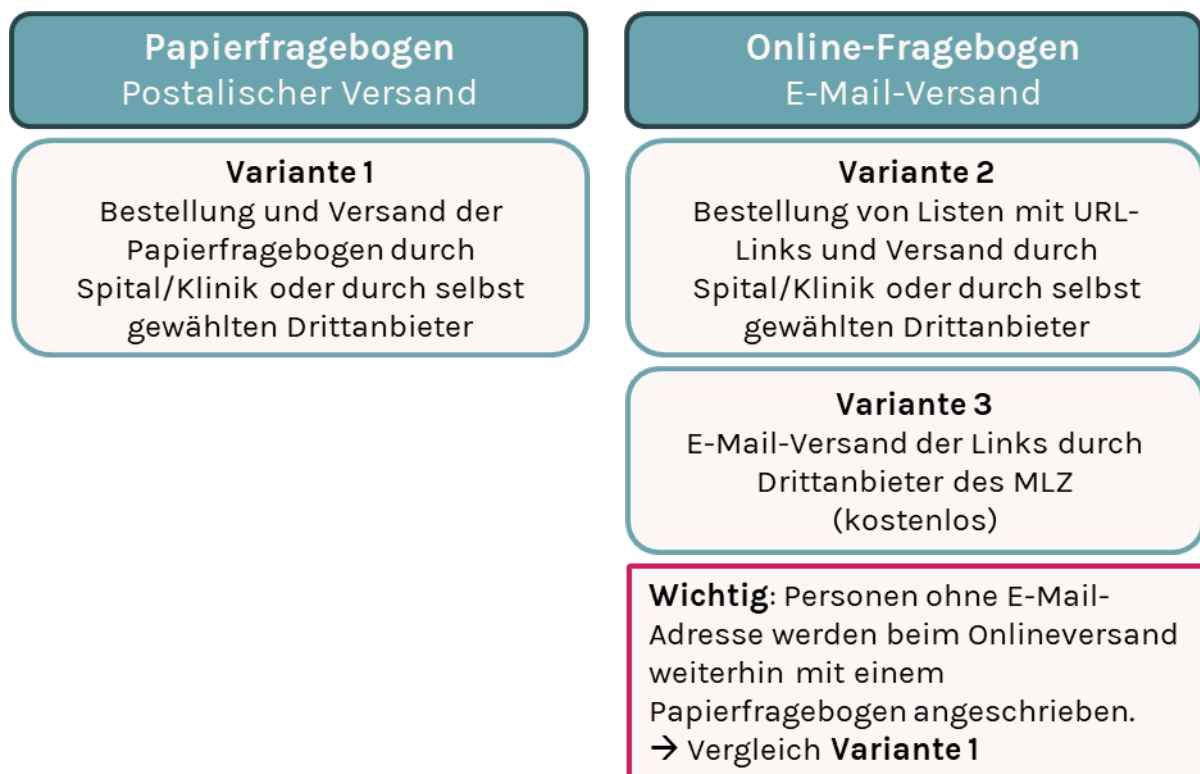 Papierfragebogen
Postalischer Versand
Variante 1
Bestellung und Versand der
Papierfragebogen durch
Spital/Klinik oder durch selbst
gewählten Drittanbieter
Online-Fragebogen
E-Mail-Versand
Variante 2
Bestellung von Listen mit URL-
Links und Versand durch
Spital/Klinik oder durch selbst
gewählten Drittanbieter
Variante 3
E-Mail-Versand der Links durch
Drittanbieter des MLZ
(kostenlos)
Wichtig: Personen ohne E-Mail-
Adresse werden beim Onlineversand
weiterhin mit einem
Papierfragebogen angeschrieben.
→ Vergleich Variante 1